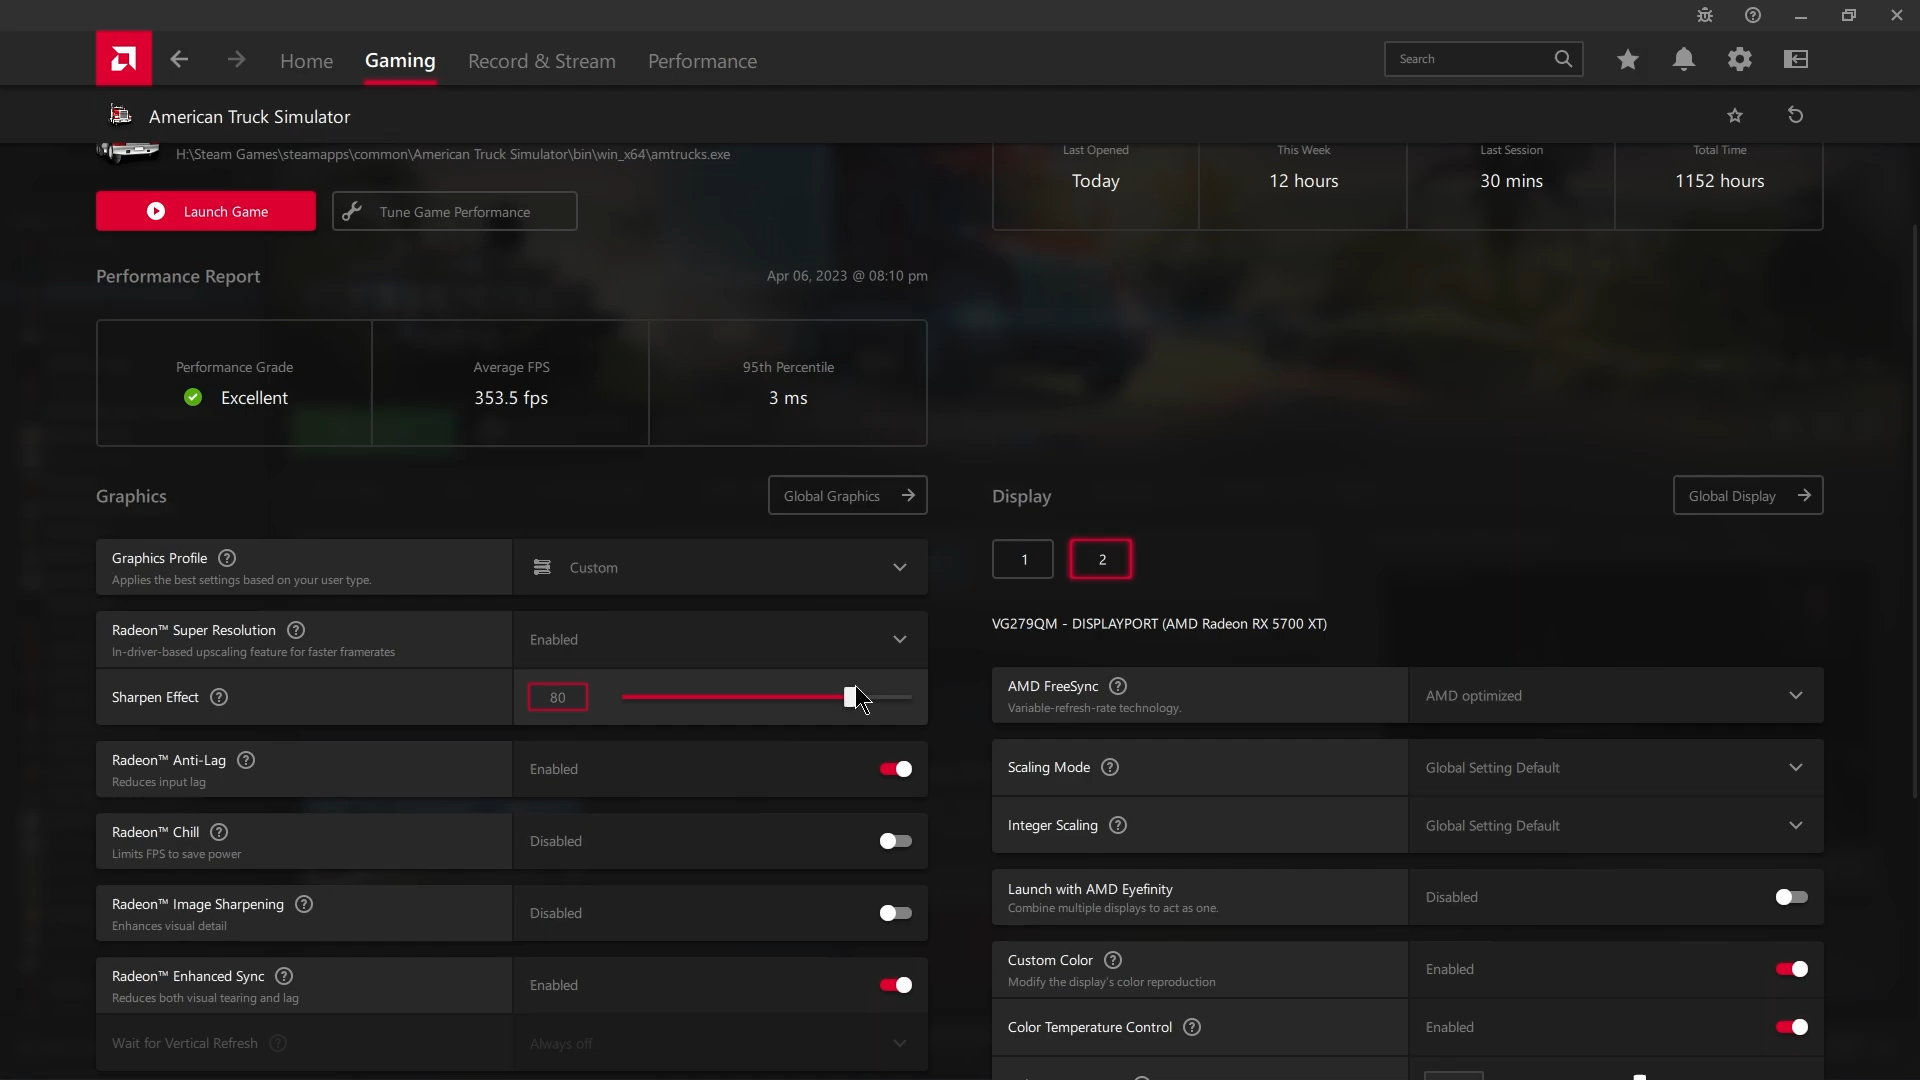 Home
Gaming
Record & Stream
Performance
Search
American Truck Simulator
H:\Steam Games\steamapps\common\American Truck Simulator\bin\win_x64\amtrucks.exe
Last Opened
Today
This Week
12 hours
Last Session
30 mins
Total Time
1152 hours
Launch Game
Tune Game Performance
Performance Report
Apr 06, 2023 @ 08:10 pm
Performance Grade
Excellent
Average FPS
353.5 fps
95th Percentile
3 ms
Graphics
Global Graphics
Graphics Profile
Applies the best settings based on your user type.
Custom
Radeon™ Super Resolution
In-driver-based upscaling feature for faster framerates
Enabled
Sharpen Effect
80
Radeon™ Anti-Lag
Reduces input lag
Enabled
Radeon™ Chill
Limits FPS to save power
Disabled
Radeon™ Image Sharpening
Enhances visual detail
Disabled
Radeon™ Enhanced Sync
Reduces both visual tearing and lag
Enabled
Wait for Vertical Refresh
Always off
Display
Global Display
1
2
VG279QM - DISPLAYPORT (AMD Radeon RX 5700 XT)
AMD FreeSync
Variable-refresh-rate technology.
AMD optimized
Scaling Mode
Global Setting Default
Integer Scaling
Global Setting Default
Launch with AMD Eyefinity
Combine multiple displays to act as one.
Disabled
Custom Color
Modify the display's color reproduction
Enabled
Color Temperature Control
Enabled